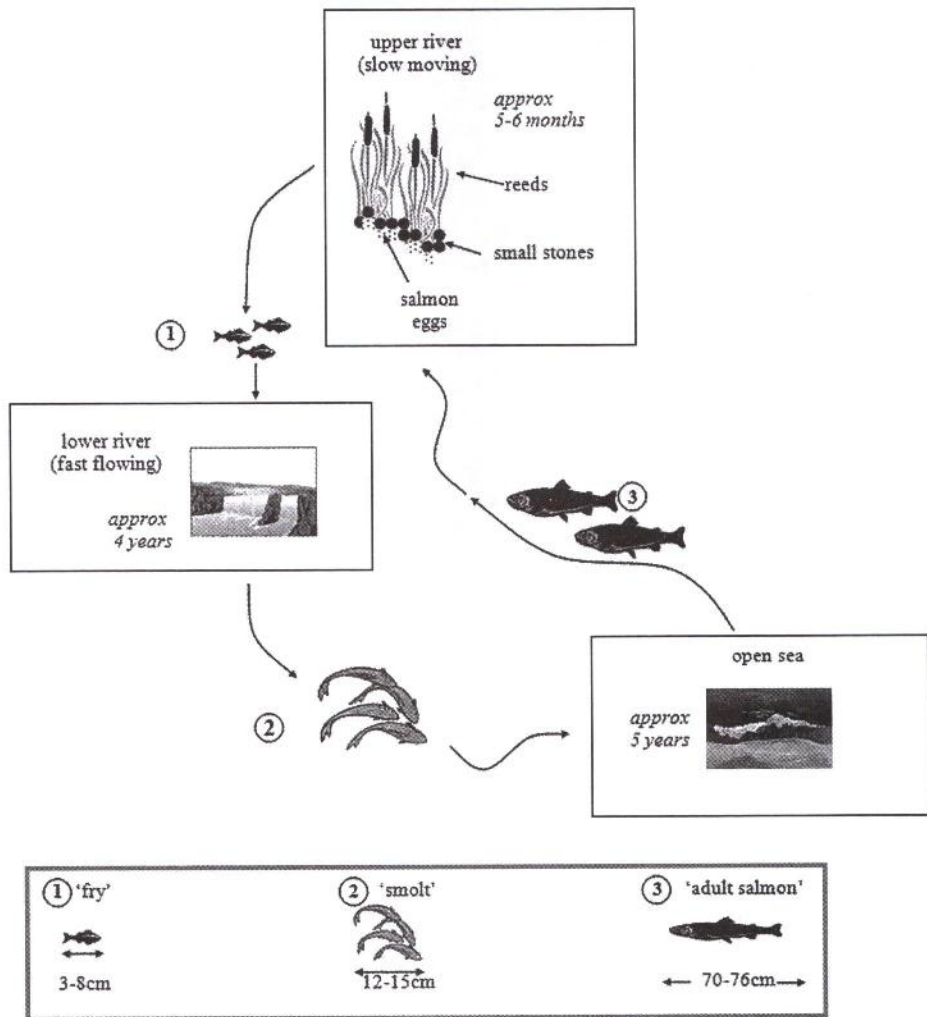 upper river
(slow moving)
approx
5-6 months
reeds
small stones
salmon
eggs
1
lower river
(fast flowing)
approx
4 years
3
open sea
approx
5 years
2
1 'fry'
3-8cm
2 'smolt'
12-15cm
3 'adult salmon'
70-76cm